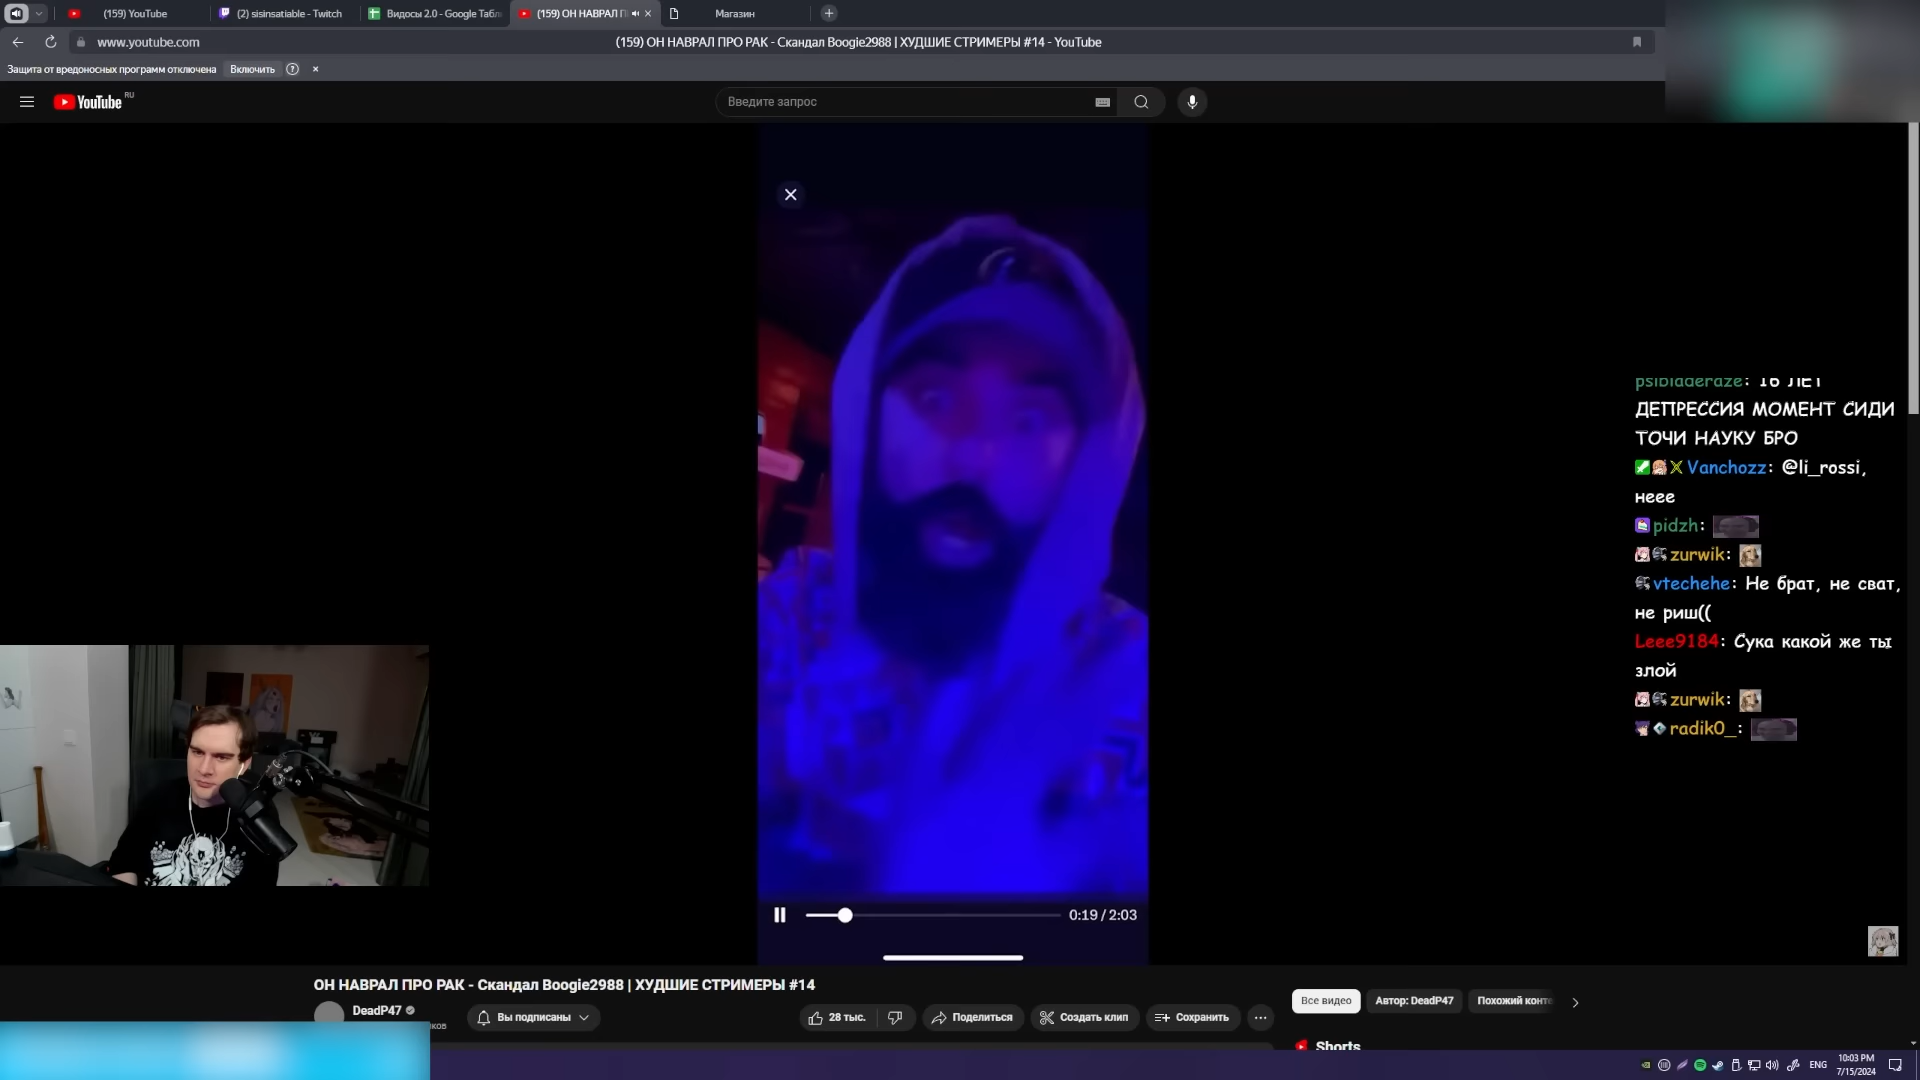 (159) YouTube
(2) sisinsatiable - Twitch
Видосы 2.0 - Google Табл
(159) ОН НАВРАЛ П
Магазин
www.youtube.com
(159) ОН НАВРАЛ ПРО РАК - Скандал Boogie2988 | ХУДШИЕ СТРИМЕРЫ #14 - YouTube
Защита от вредоносных программ отключена
Включить
YouTube RU
Введите запрос
psibladeraze: 16 ЛЕТ
ДЕПРЕССИЯ МОМЕНТ СИДИ
ТОЧИ НАУКУ БРО
Vanchozz: @li_rossi,
неее
pidzh:
zurwik:
vtechehe: Не брат, не сват,
не риш((
Leee9184: Сука какой же ты
злой
zurwik:
radik0_:
0:19 / 2:03
ОН НАВРАЛ ПРО РАК - Скандал Boogie2988 | ХУДШИЕ СТРИМЕРЫ #14
DeadP47
Вы подписаны
28 тыс.
Поделиться
Создать клип
Сохранить
Все видео
Автор: DeadP47
Похожий конте
Shorts
ENG
10:03 PM
7/15/2024